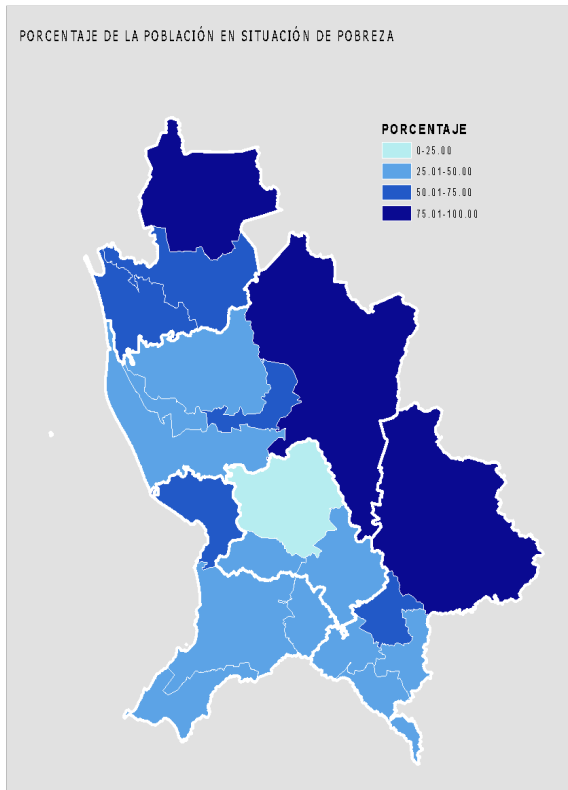 PORCENTAJE DE LA POBLACIÓN EN SITUACIÓN DE POBREZA
PORCENTAJE
0-25.00
25.01-50.00
50.01-75.00
75.01-100.00